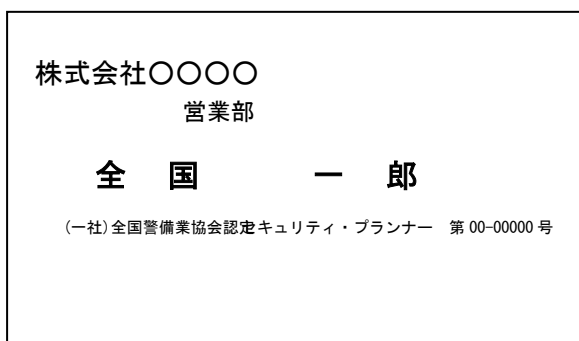 株式会社〇〇〇〇
営業部
全　国　　　一　郎
(一社)全国警備業協会認定セキュリティ・プランナー　第 00-00000 号